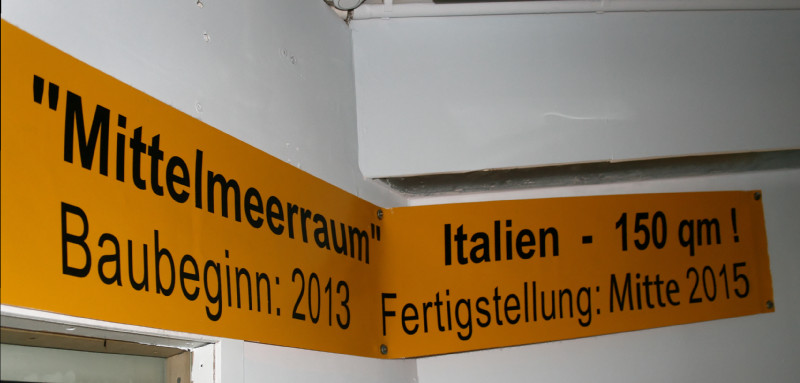 "Mittelmeerraum"
Baubeginn: 2013
Italien - 150 qm !
Fertigstellung: Mitte 2015